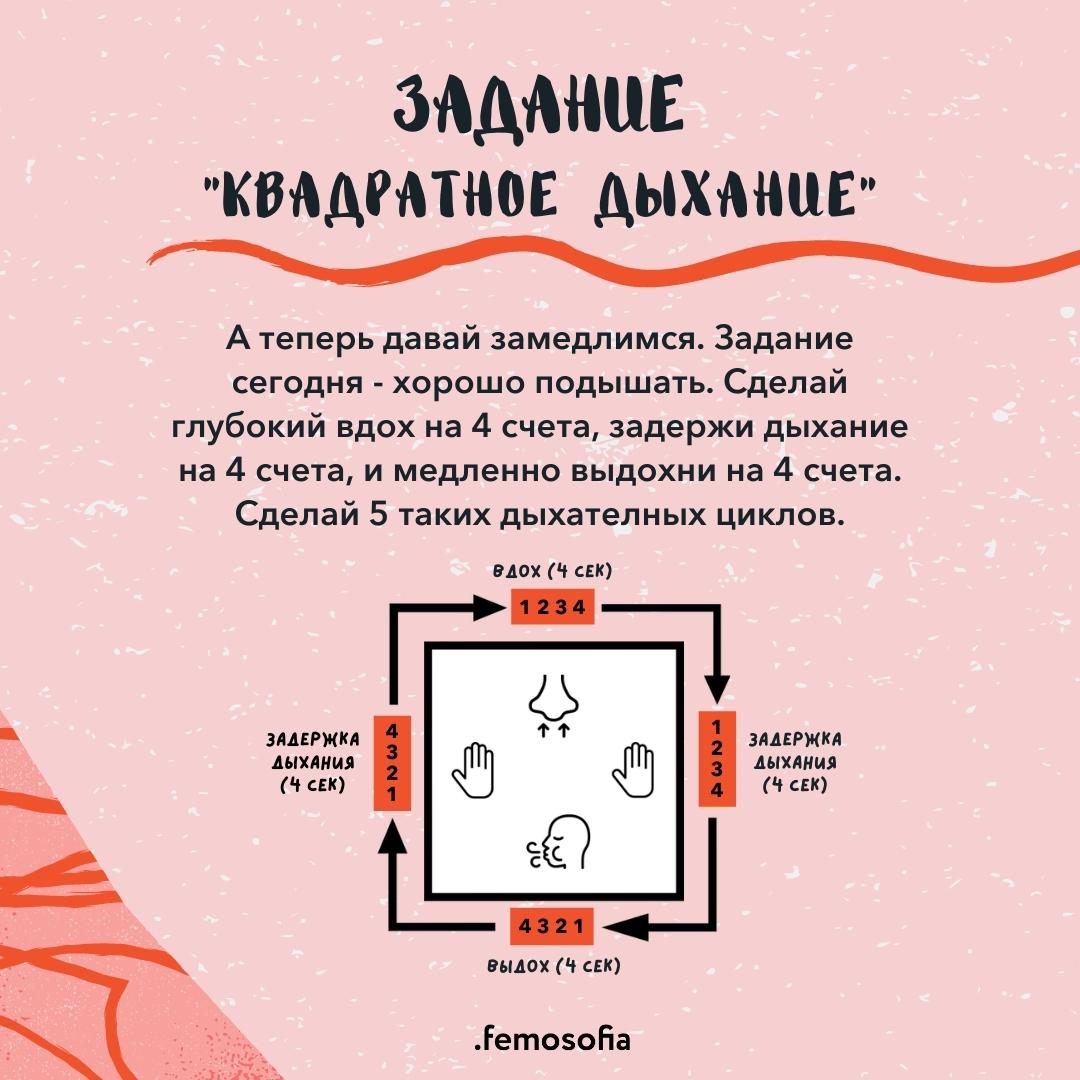 ЗАДАНИЕ
"КВАДРАТНОЕ ДЫХАНИЕ"
А теперь давай замедлимся. Задание
сегодня - хорошо подышать. Сделай
глубокий вдох на 4 счета, задержи дыхание
на 4 счета, и медленно выдохни на 4 счета.
Сделай 5 таких дыхателных циклов.
ВДОХ (4 СЕК)
1 2 3 4
ЗАДЕРЖКА
ДЫХАНИЯ
(4 СЕК)
4
3
2
1
1
2
3
4
ЗАДЕРЖКА
ДЫХАНИЯ
(4 СЕК)
4 3 2 1
ВЫДОХ (4 СЕК)
.femosofia